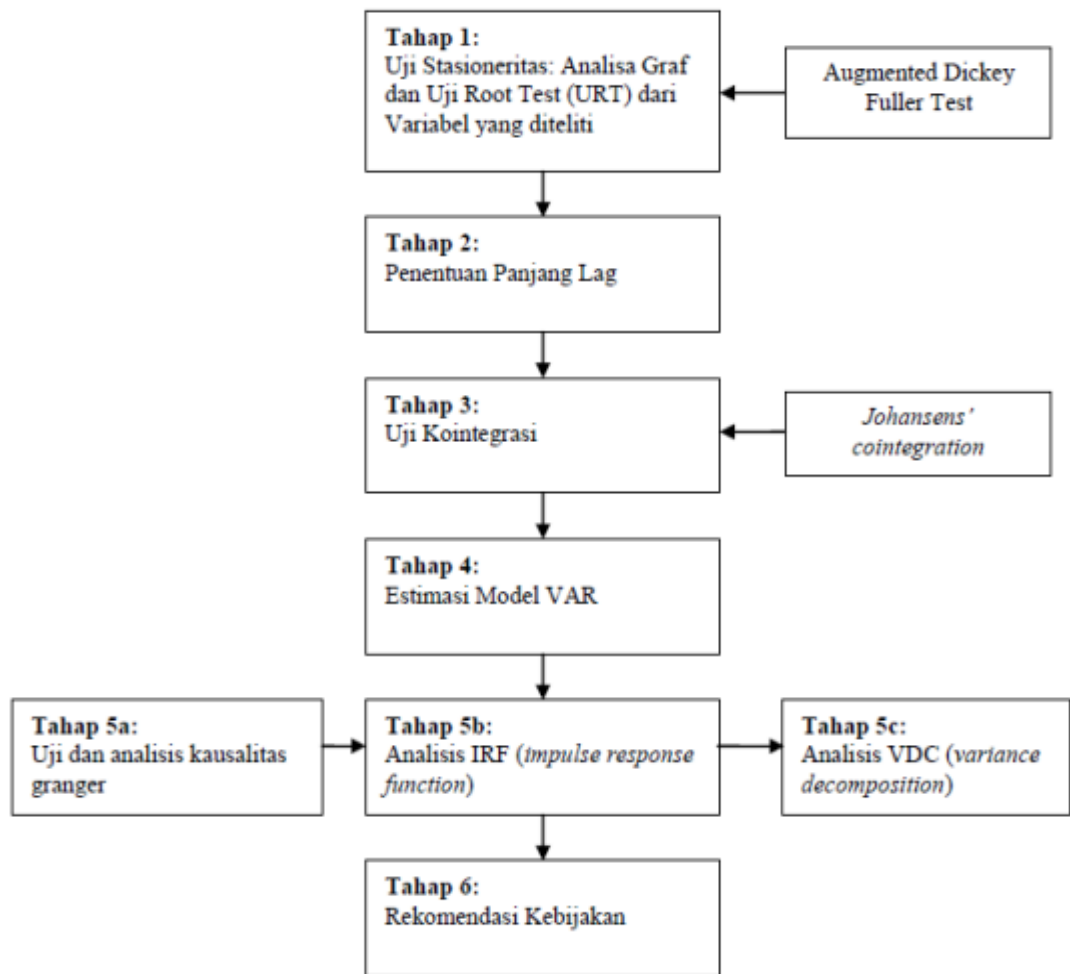 Tahap 1:
Uji Stasioneritas: Analisa Graf
dan Uji Root Test (URT) dari
Variabel yang diteliti
Augmented Dickey
Fuller Test
Tahap 2:
Penentuan Panjang Lag
Tahap 3:
Uji Kointegrasi
Johansens'
cointegration
Tahap 4:
Estimasi Model VAR
Tahap 5a:
Uji dan analisis kausalitas
granger
Tahap 5b:
Analisis IRF (impulse response
function)
Tahap 5c:
Analisis VDC (variance
decomposition)
Tahap 6:
Rekomendasi Kebijakan